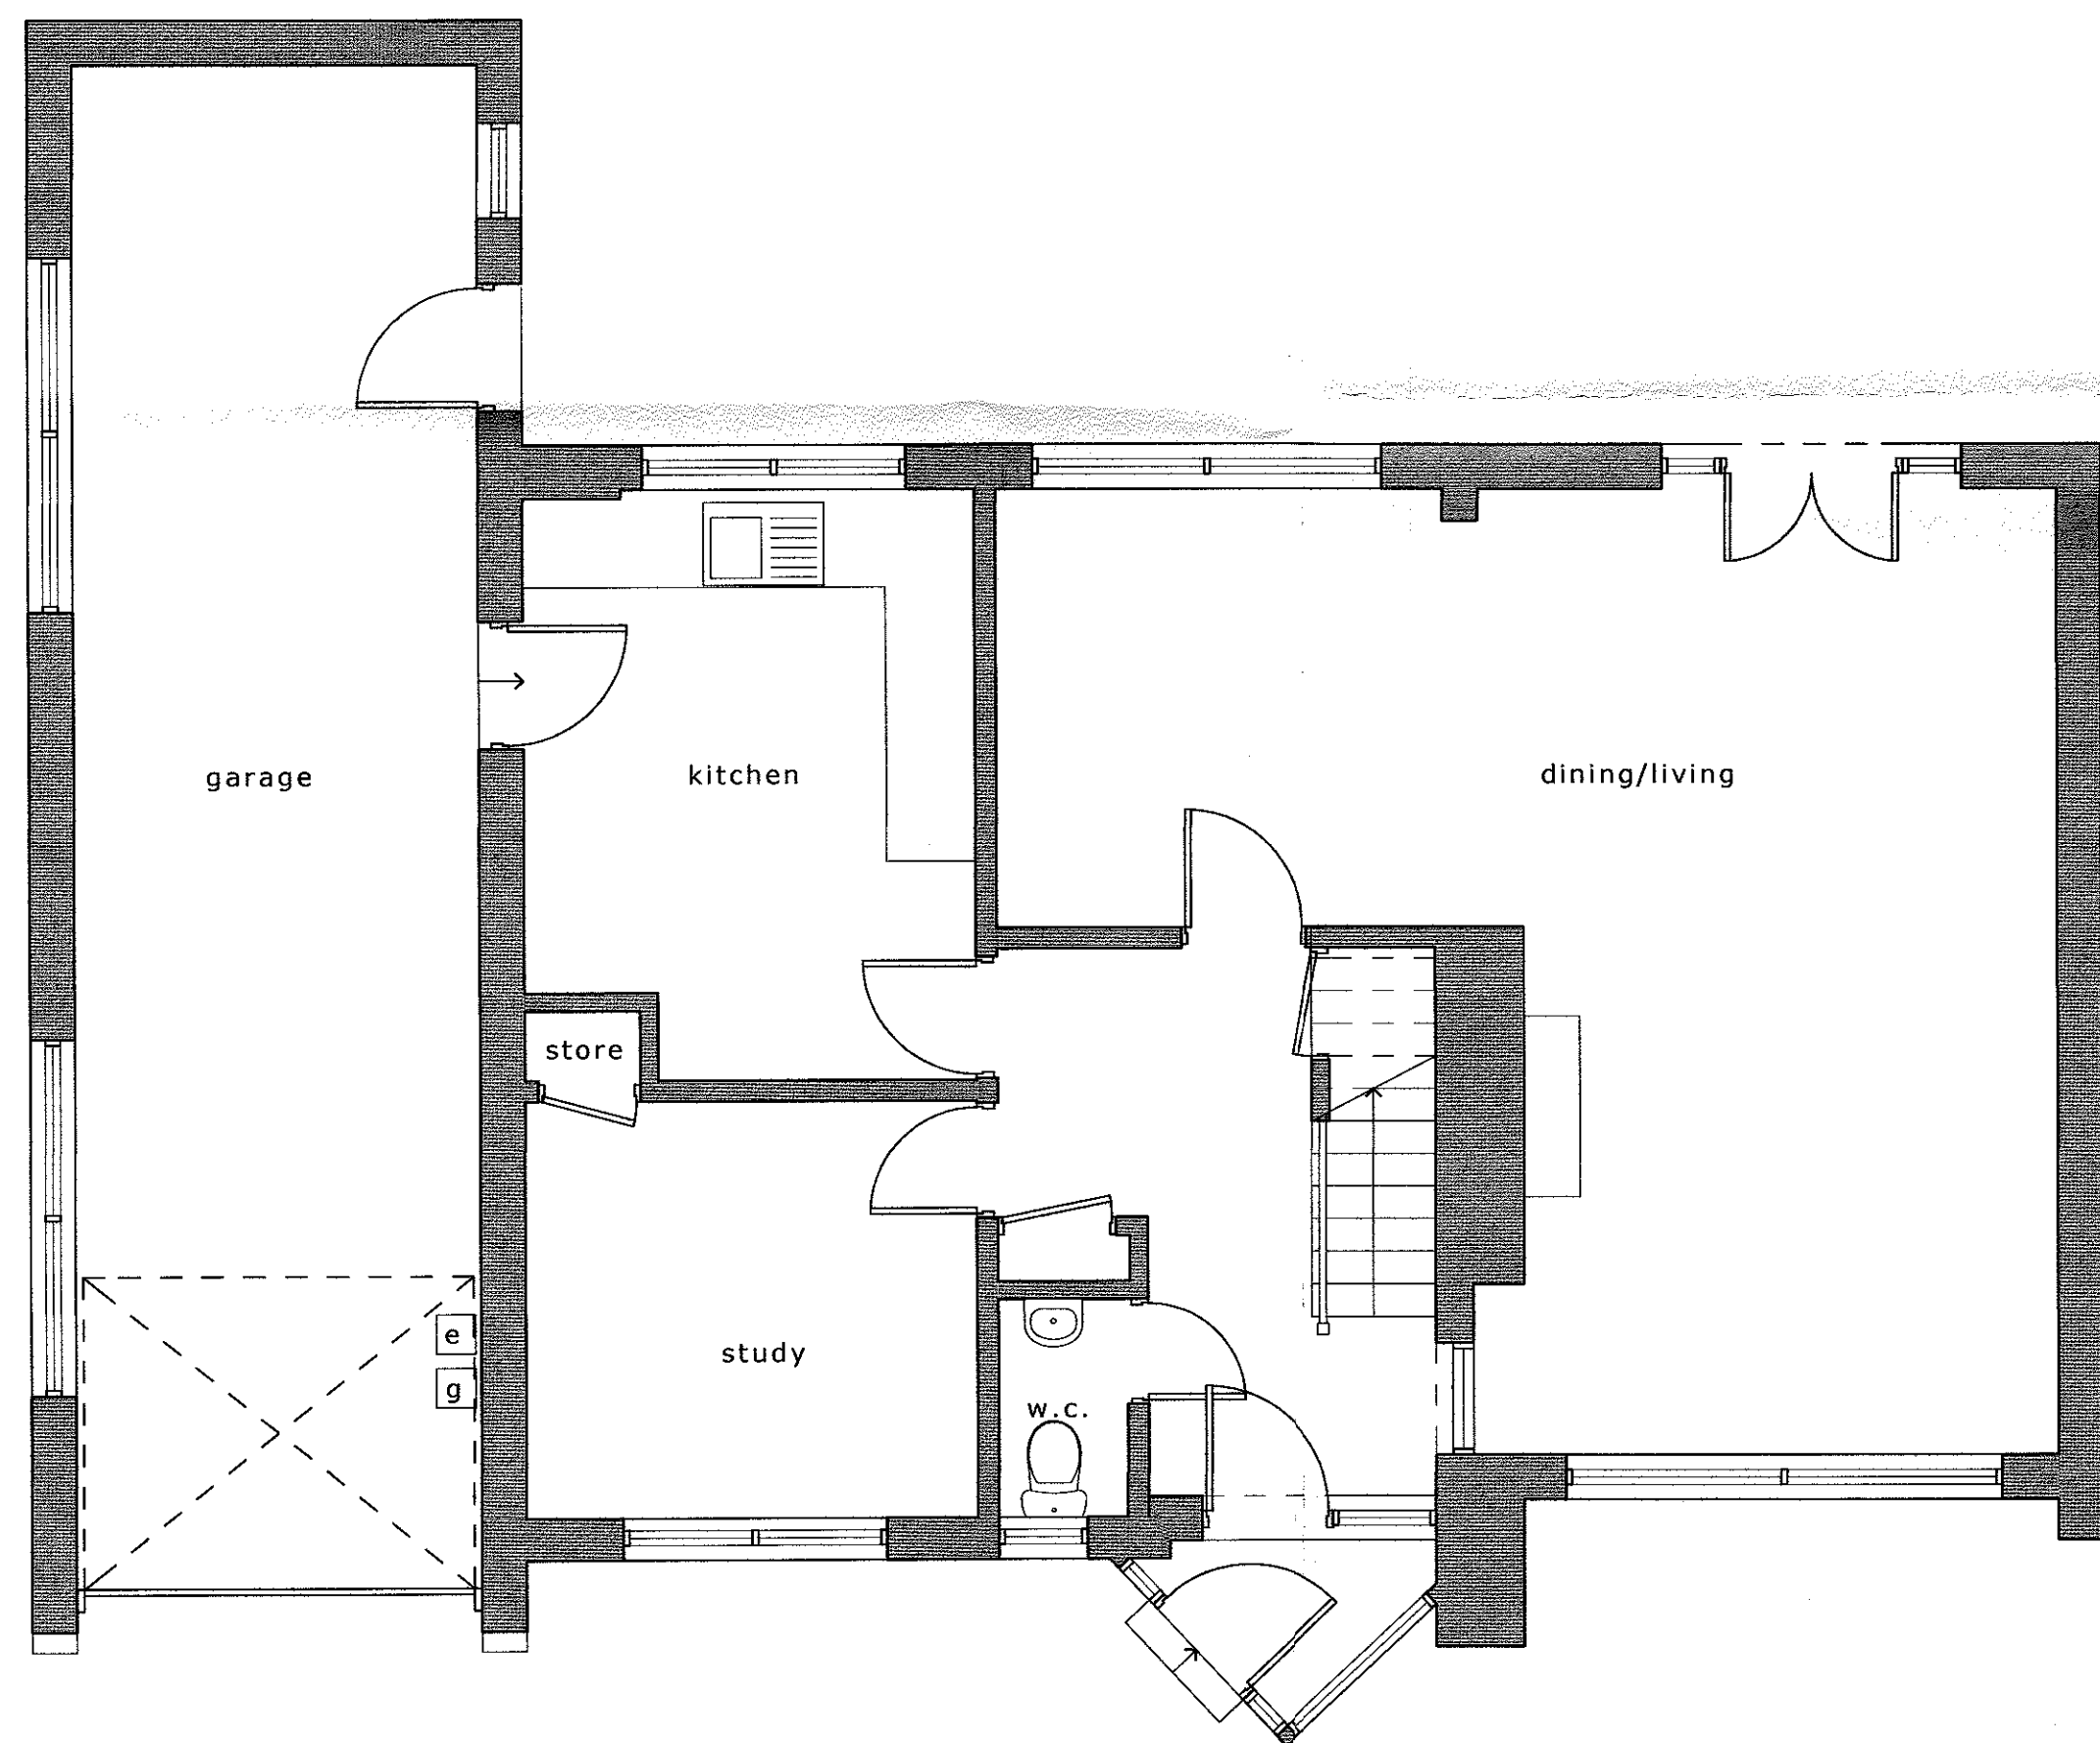 garage
kitchen
dining/living
store
e
study
g
w.c.